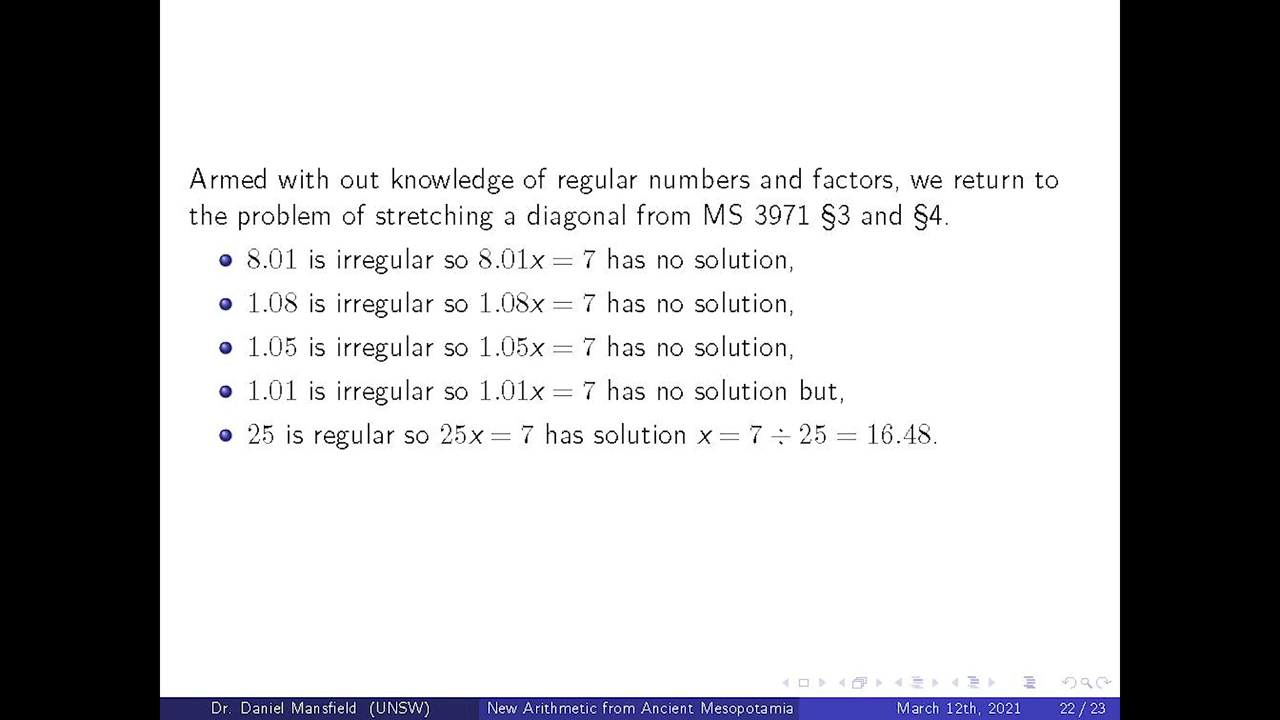 Armed with out knowledge of regular numbers and factors, we return to
the problem of stretching a diagonal from MS 3971 §3 and §4.
8.01 is irregular so 8.01x = 7 has no solution,
1.08 is irregular so 1.08x = 7 has no solution,
1.05 is irregular so 1.05x = 7 has no solution,
1.01 is irregular so 1.01x = 7 has no solution but,
25 is regular so 25x = 7 has solution x = 7 ÷ 25 = 16.48.
Dr. Daniel Mansfield (UNSW) New Arithmetic from Ancient Mesopotamia March 12th, 2021 22 / 23